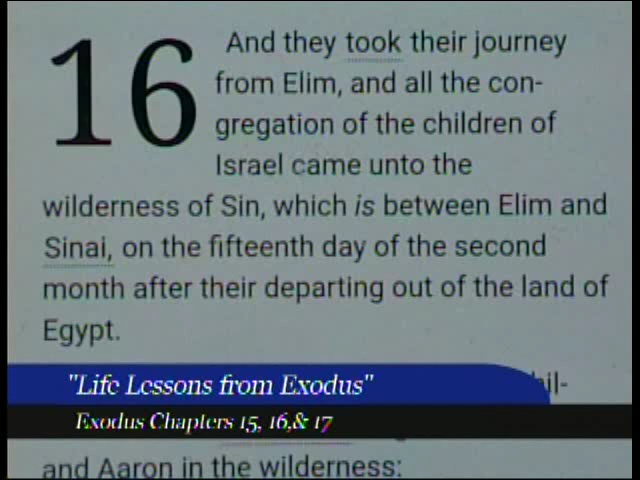 16
And they took their journey
from Elim, and all the con-
gregation of the children of
Israel came unto the
wilderness of Sin, which is between Elim and
Sinai, on the fifteenth day of the second
month after their departing out of the land of
Egypt.
hil-
"Life Lessons from Exodus"
Exodus Chapters 15, 16,& 17
and Aaron in the wilderness: